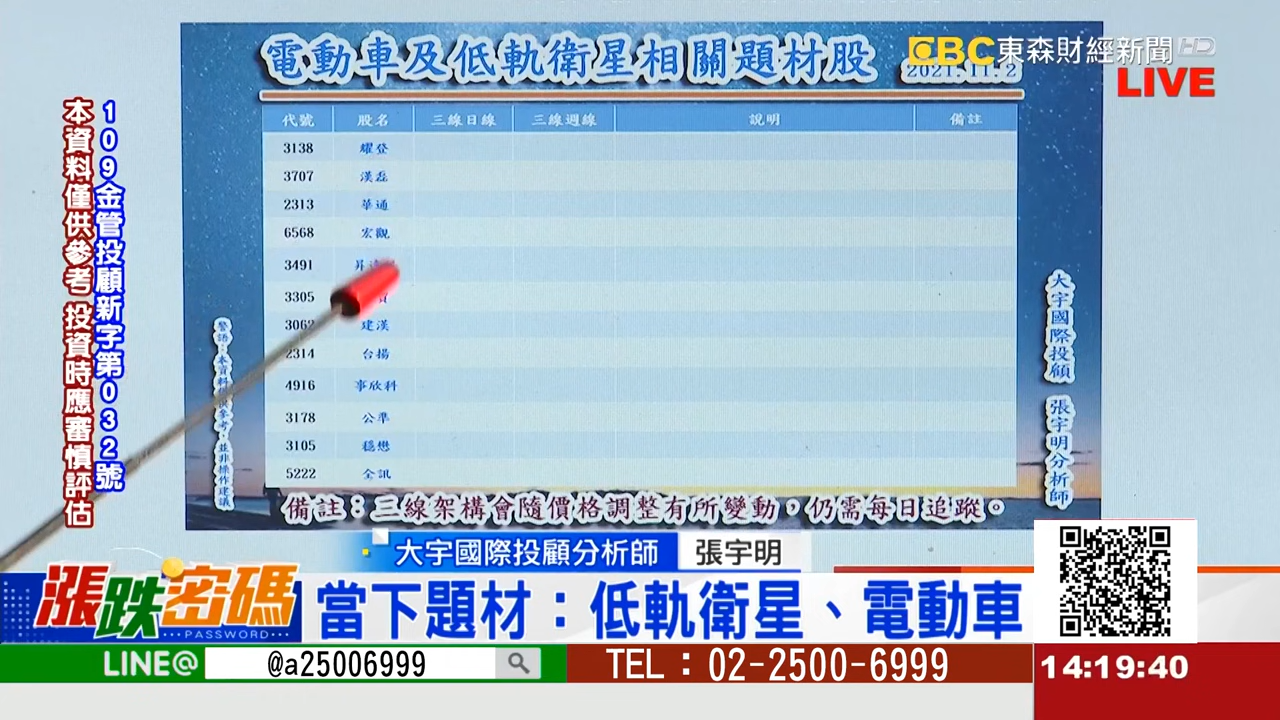 電動車及低軌衛星相關題材股
2021.11.2
EBC東森財經新聞HD
LIVE
代號 股名 三線日線 三線週線 說明 備註
3138 耀登
3707 漢磊
2313 華通
6568 宏觀
3491
3305
3062 建漢
2314 台揚
4916 事欣科
3178 公準
3105 穩懋
5222 全訊
備註：三線架構會隨價格調整有所變動，仍需每日追蹤。
109金管投顧新字第032號
本資料僅供參考 投資時應審慎評估
大宇國際投顧 張宇明分析師
大宇國際投顧分析師 張宇明
漲跌密碼
PASSWORD
當下題材：低軌衛星、電動車
LINE@ @a25006999 TEL：02-2500-6999
14:19:40